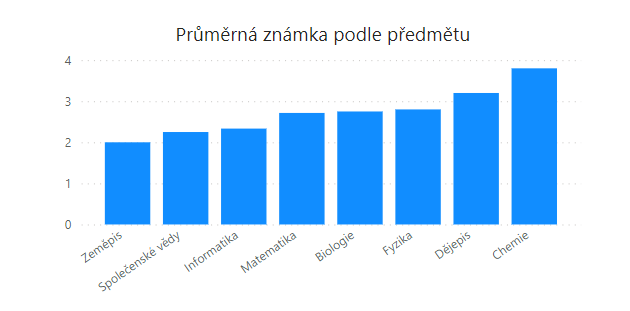 Průměrná známka podle předmětu
4
3
2
1
0
Zeměpis
Společenské vědy
Informatika
Matematika
Biologie
Fyzika
Dějepis
Chemie